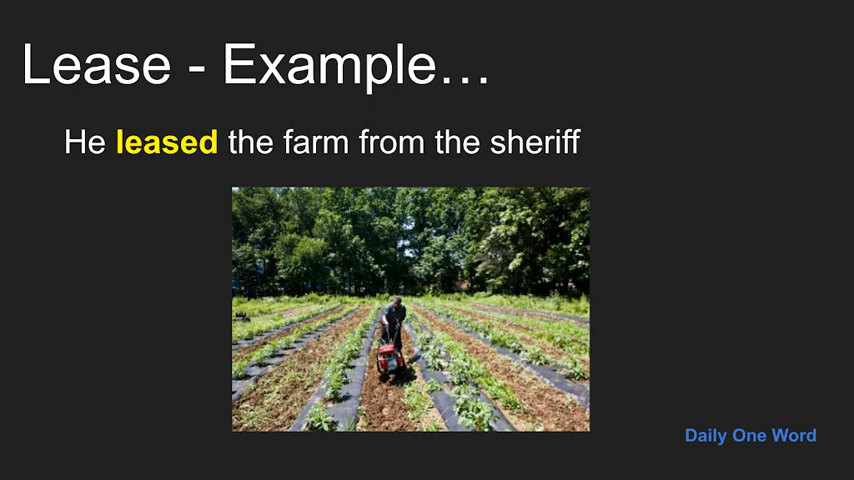 Lease - Example…
He leased the farm from the sheriff
Daily One Word